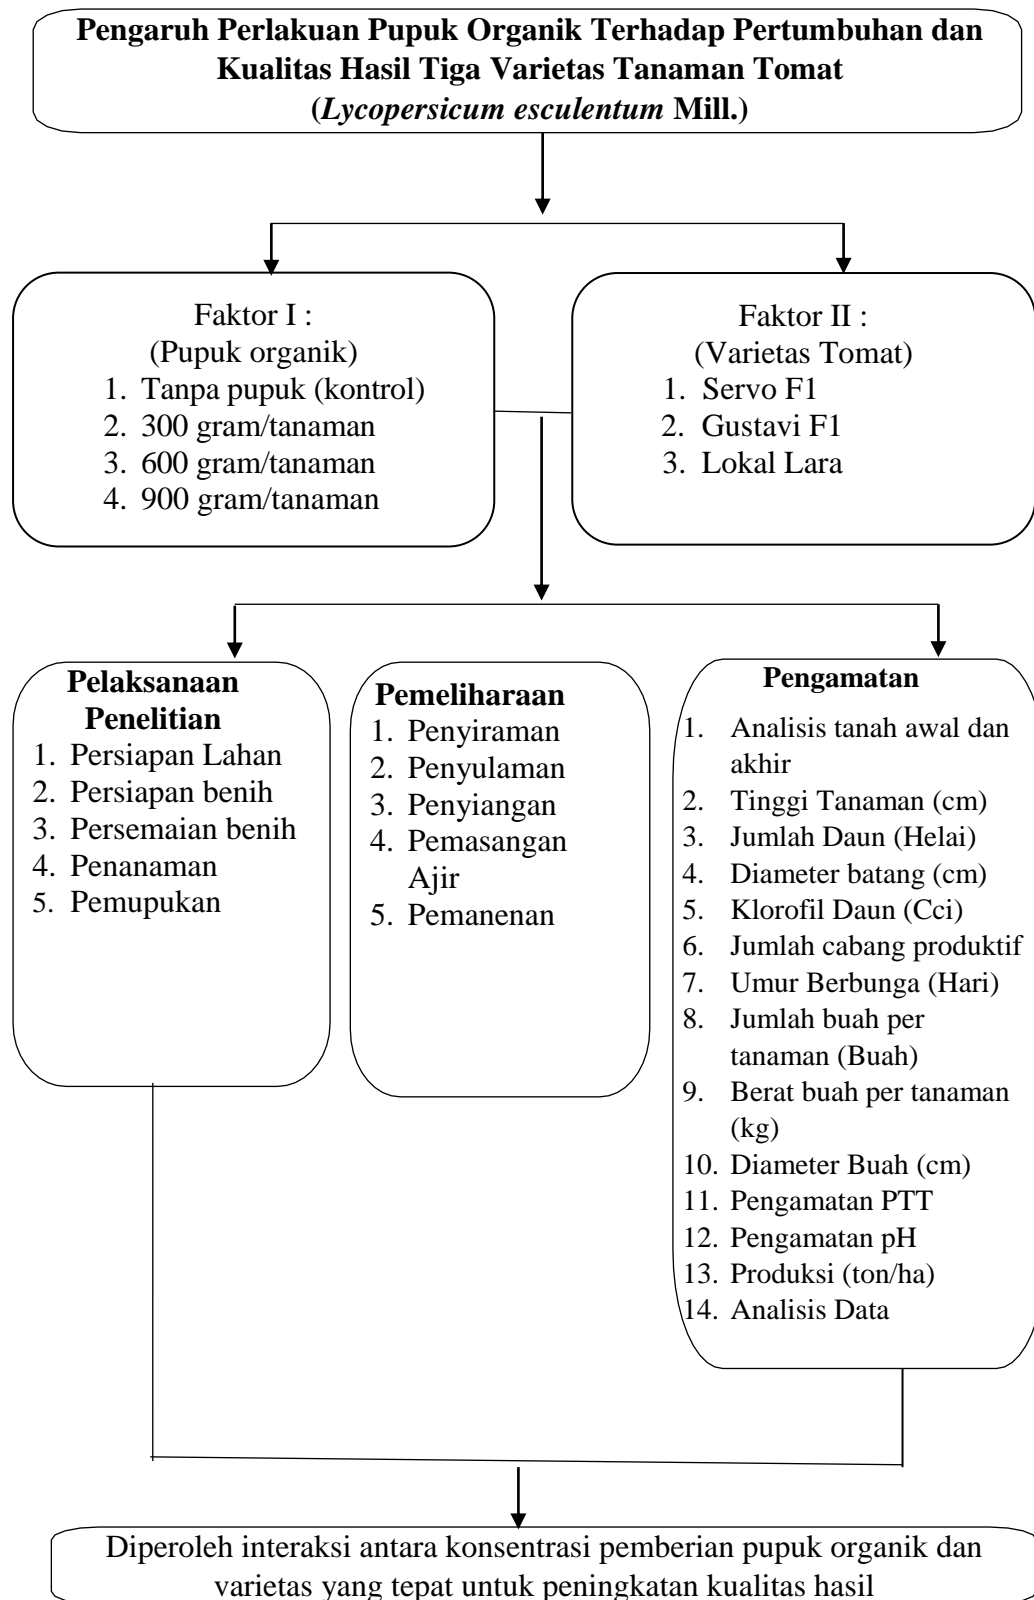 Pengaruh Perlakuan Pupuk Organik Terhadap Pertumbuhan dan
Kualitas Hasil Tiga Varietas Tanaman Tomat
(Lycopersicum esculentum Mill.)
Faktor I :
(Pupuk organik)
1. Tanpa pupuk (kontrol)
2. 300 gram/tanaman
3. 600 gram/tanaman
4. 900 gram/tanaman
Faktor II :
(Varietas Tomat)
1. Servo F1
2. Gustavi F1
3. Lokal Lara
Pelaksanaan
Penelitian
1. Persiapan Lahan
2. Persiapan benih
3. Persemaian benih
4. Penanaman
5. Pemupukan
Pemeliharaan
1. Penyiraman
2. Penyulaman
3. Penyiangan
4. Pemasangan
Ajir
5. Pemanenan
Pengamatan
1. Analisis tanah awal dan
akhir
2. Tinggi Tanaman (cm)
3. Jumlah Daun (Helai)
4. Diameter batang (cm)
5. Klorofil Daun (Cci)
6. Jumlah cabang produktif
7. Umur Berbunga (Hari)
8. Jumlah buah per
tanaman (Buah)
9. Berat buah per tanaman
(kg)
10. Diameter Buah (cm)
11. Pengamatan PTT
12. Pengamatan pH
13. Produksi (ton/ha)
14. Analisis Data
Diperoleh interaksi antara konsentrasi pemberian pupuk organik dan
varietas yang tepat untuk peningkatan kualitas hasil